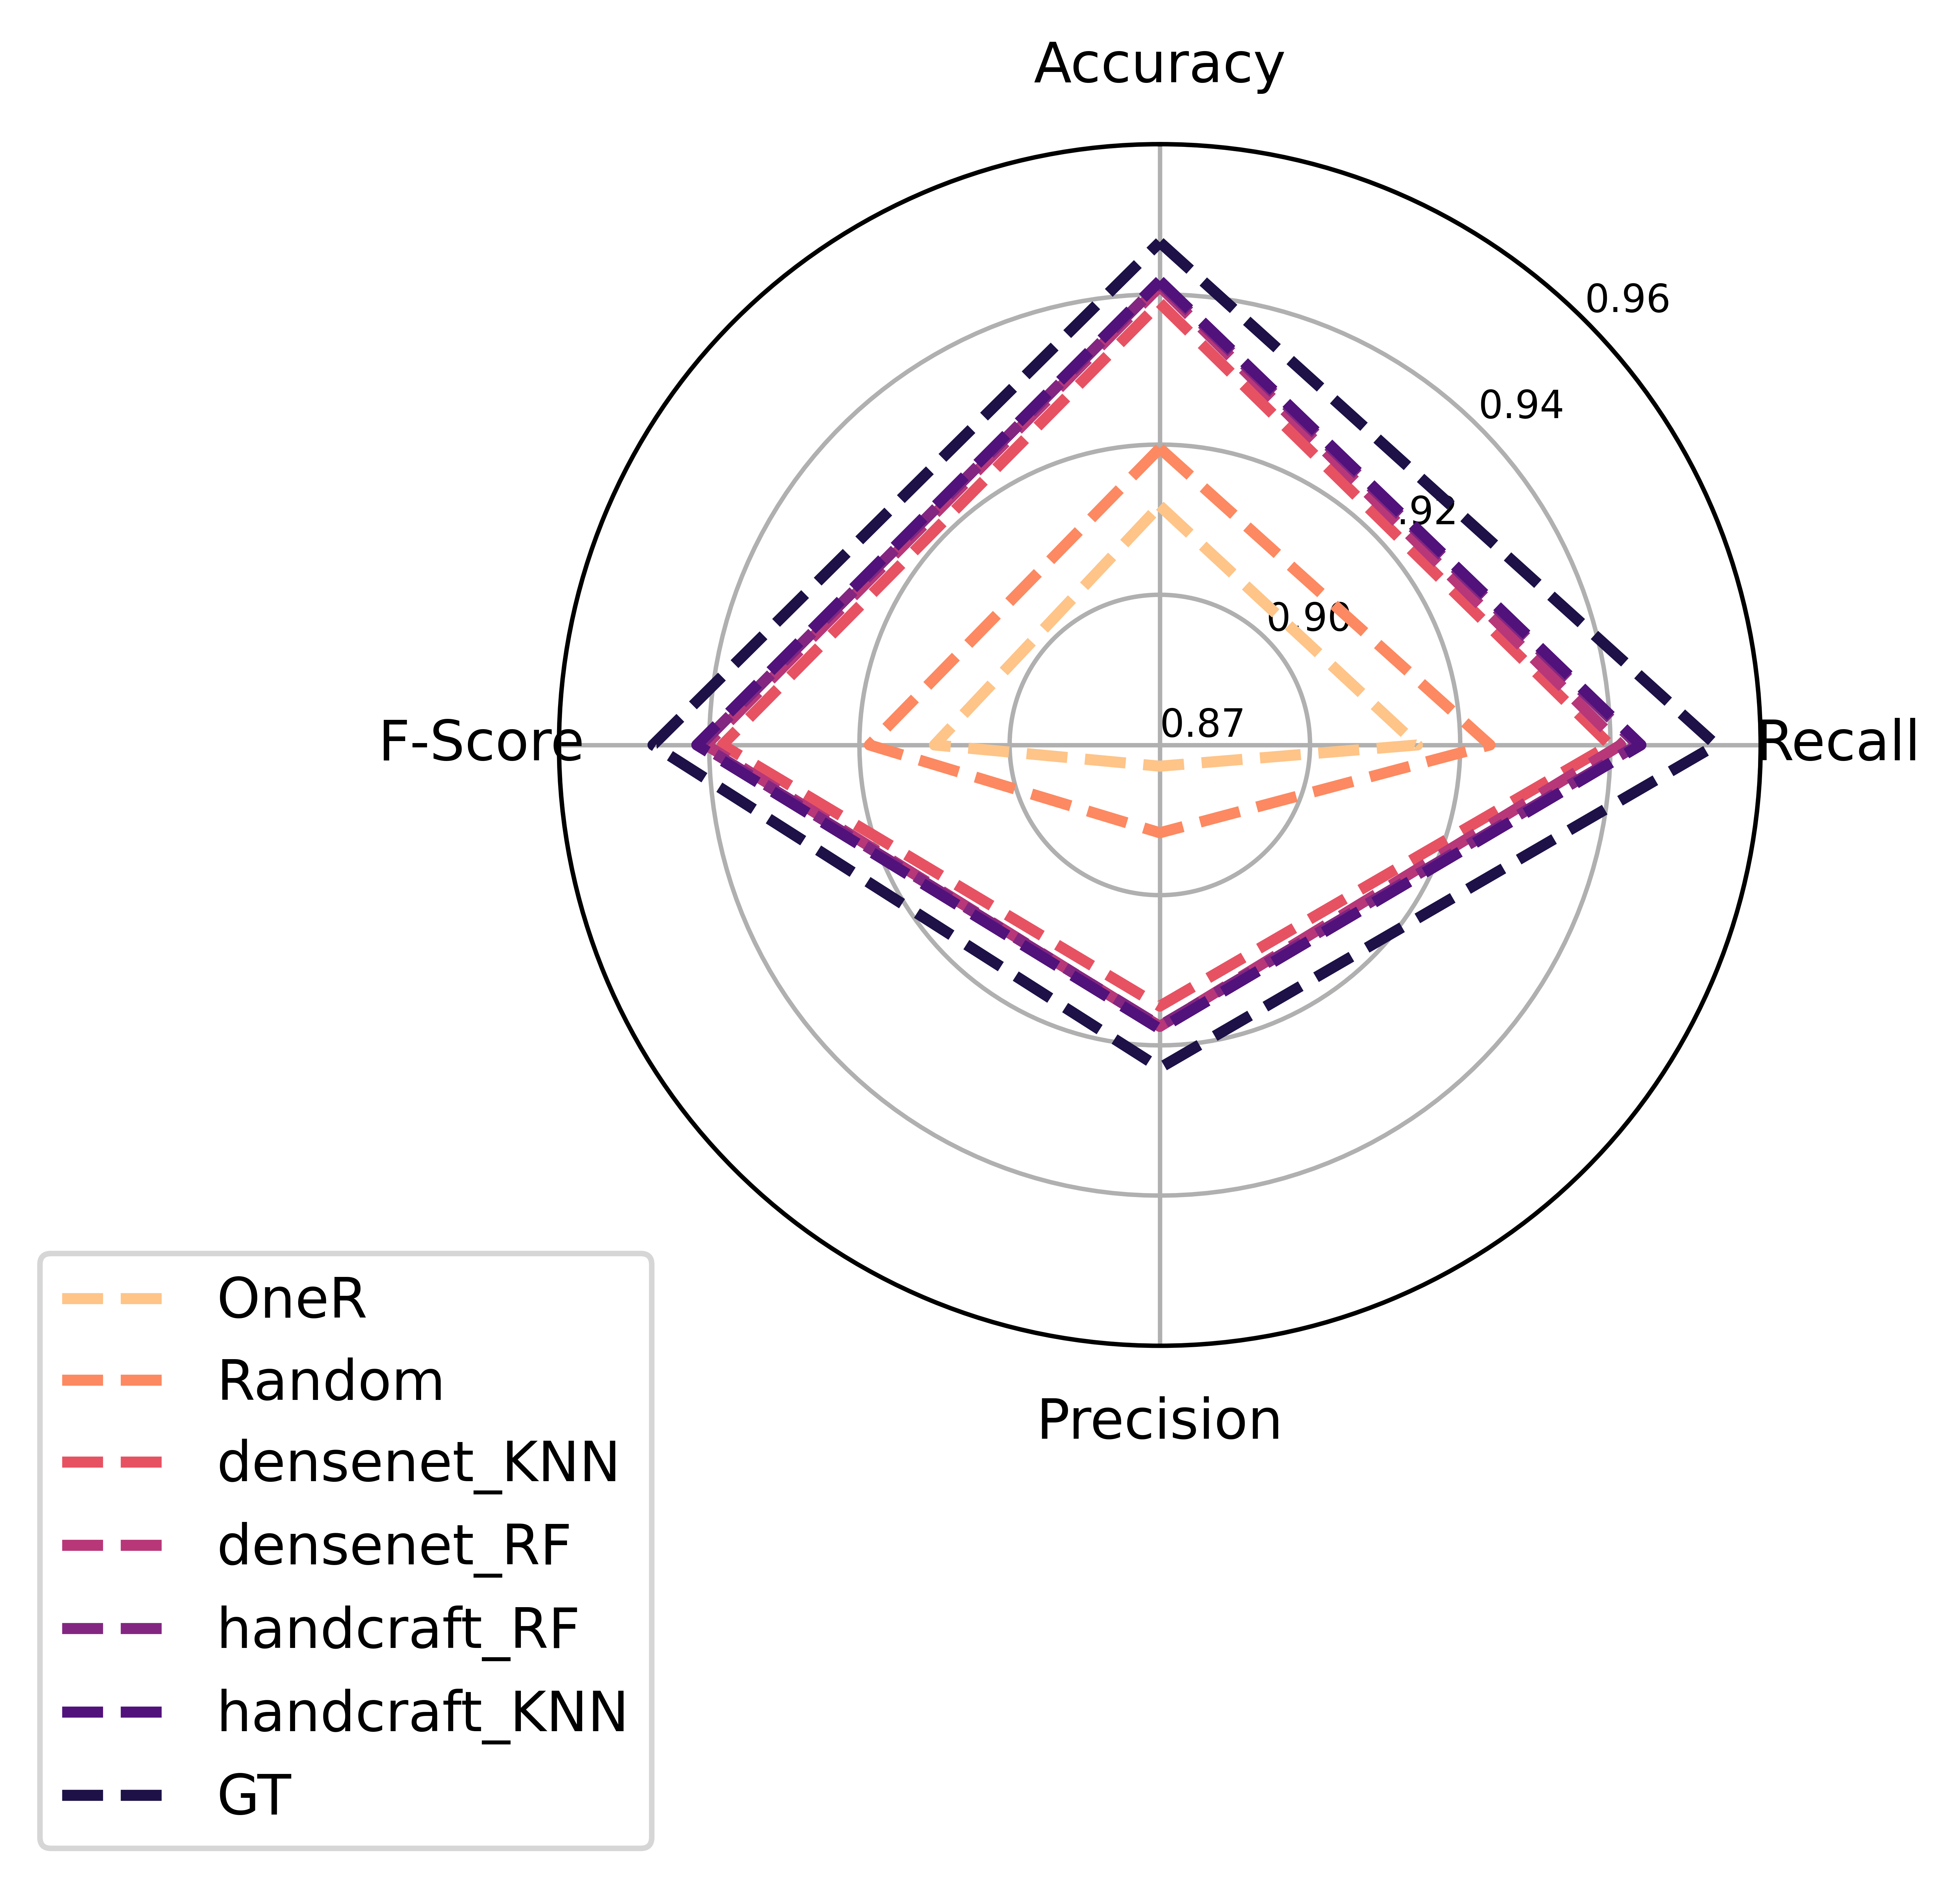 Accuracy
0.96
0.94
.92
0.90
0.87
F-Score
Recall
Precision
OneR
Random
densenet_KNN
densenet_RF
handcraft_RF
handcraft_KNN
GT